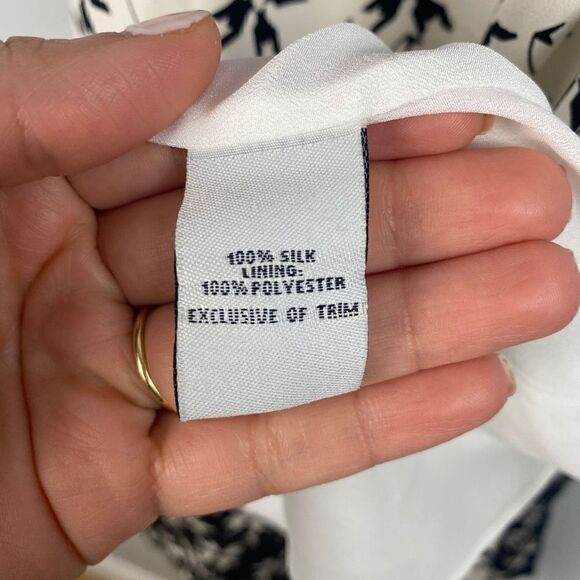 100% SILK
LINING:
100% POLYESTER
EXCLUSIVE OF TRIM